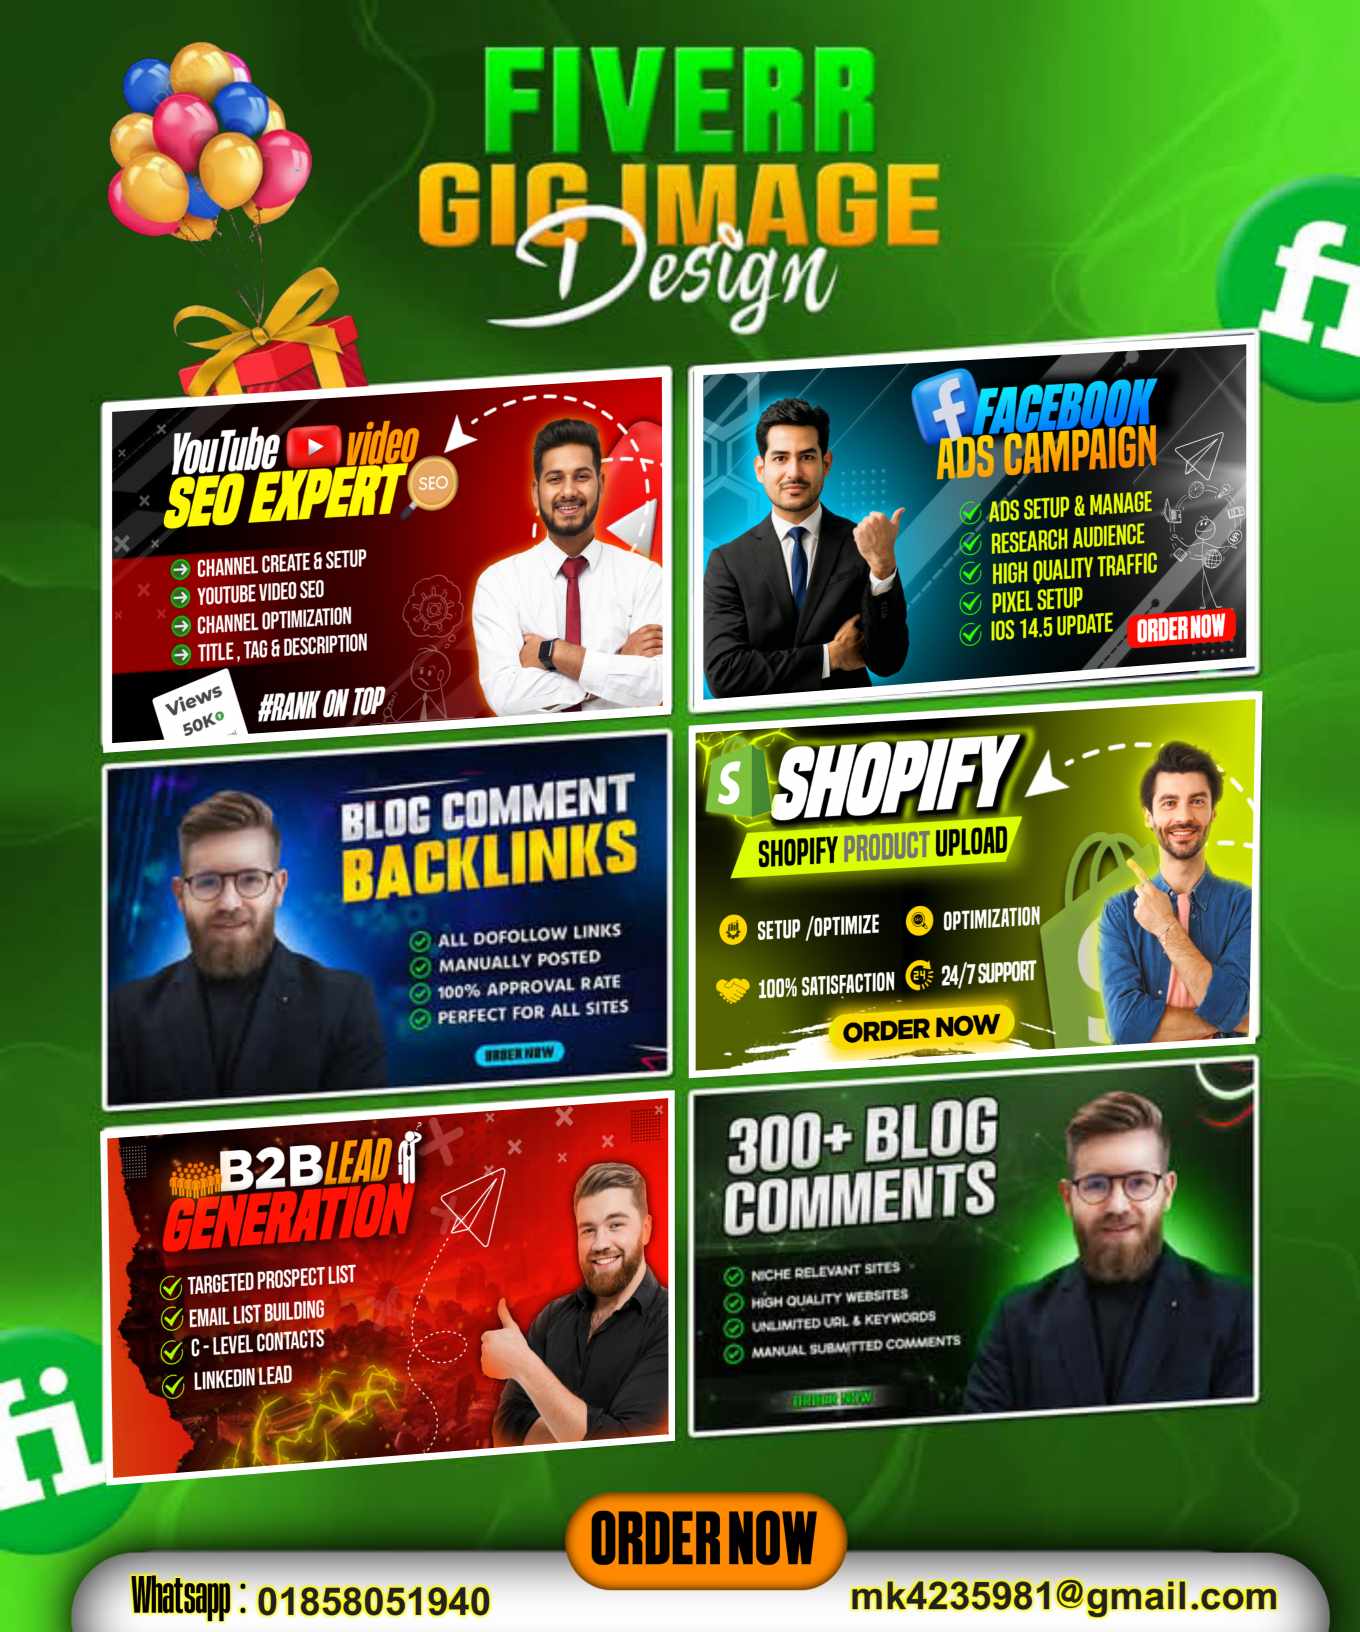 FIVERR
GIG IMAGE
Design
fi
YouTube video
SEO EXPERT
SEO
CHANNEL CREATE & SETUP
YOUTUBE VIDEO SEO
CHANNEL OPTIMIZATION
TITLE , TAG & DESCRIPTION
Views
50K
#RANK ON TOP
f FACEBOOK
ADS CAMPAIGN
ADS SETUP & MANAGE
RESEARCH AUDIENCE
HIGH QUALITY TRAFFIC
PIXEL SETUP
IOS 14.5 UPDATE
ORDER NOW
BLOG COMMENT
BACKLINKS
ALL DOFOLLOW LINKS
MANUALLY POSTED
100% APPROVAL RATE
PERFECT FOR ALL SITES
ORDER NOW
S SHOPIFY
SHOPIFY PRODUCT UPLOAD
SETUP /OPTIMIZE
OPTIMIZATION
100% SATISFACTION
24/7 SUPPORT
ORDER NOW
B2B LEAD
GENERATION
TARGETED PROSPECT LIST
EMAIL LIST BUILDING
C - LEVEL CONTACTS
LINKEDIN LEAD
300+ BLOG
COMMENTS
NICHE RELEVANT SITES
HIGH QUALITY WEBSITES
UNLIMITED URL & KEYWORDS
MANUAL SUBMITTED COMMENTS
ORDER NOW
fi
ORDER NOW
Whatsapp : 01858051940
mk4235981@gmail.com